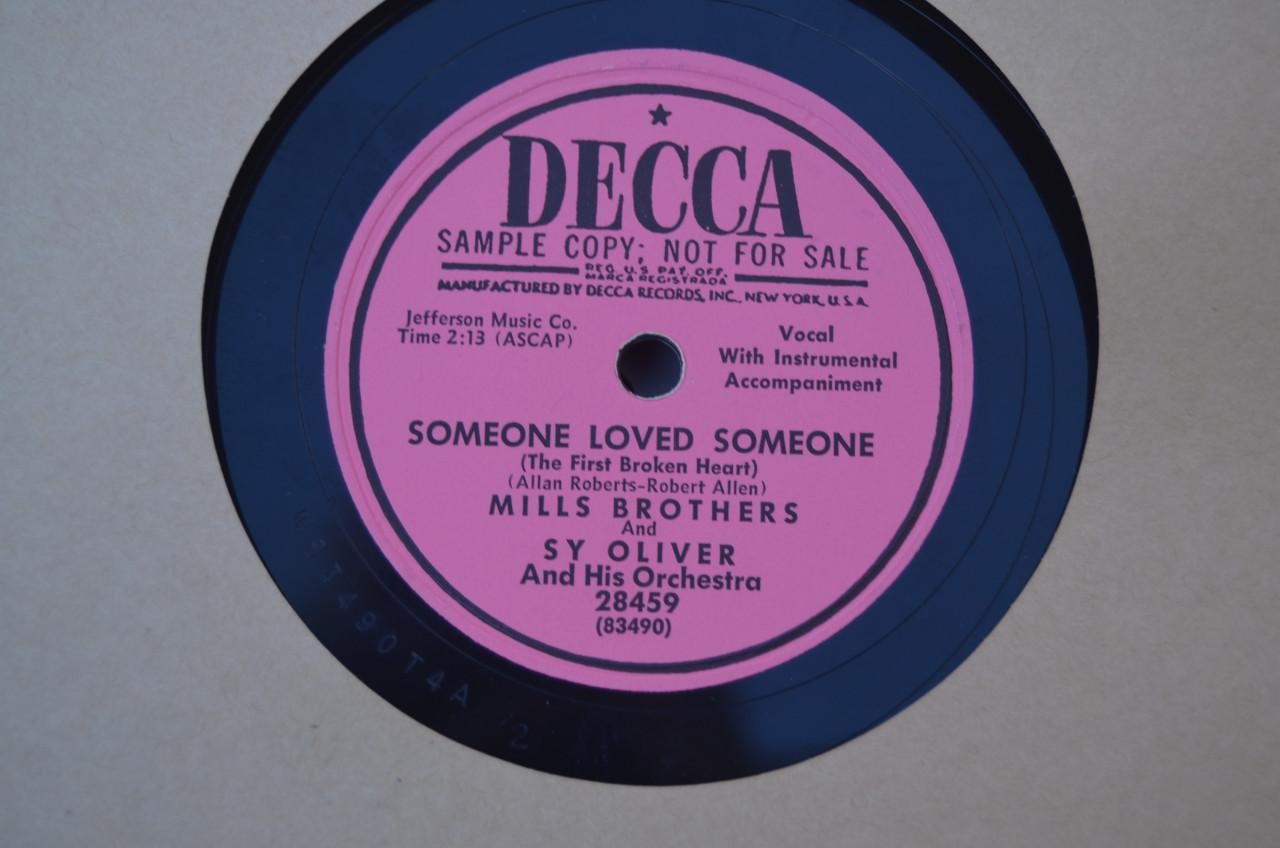 DECCA
SAMPLE COPY; NOT FOR SALE
REG. U.S. PAT. OFF.
MARCA REGISTRADA
MANUFACTURED BY DECCA RECORDS, INC., NEW YORK, U.S.A.
Jefferson Music Co.
Time 2:13 (ASCAP)
Vocal
With Instrumental
Accompaniment
SOMEONE LOVED SOMEONE
(The First Broken Heart)
(Allan Roberts-Robert Allen)
MILLS BROTHERS
And
SY OLIVER
And His Orchestra
28459
(83490)
490T4A 2